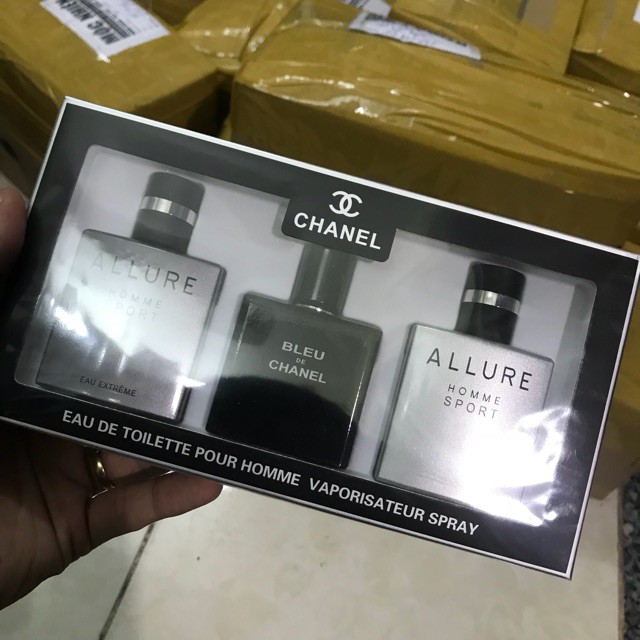 CHANEL
ALLURE
HOMME
SPORT
EAU EXTRÊME
BLEU
DE
CHANEL
ALLURE
HOMME
SPORT
EAU DE TOILETTE POUR HOMME VAPORISATEUR SPRAY